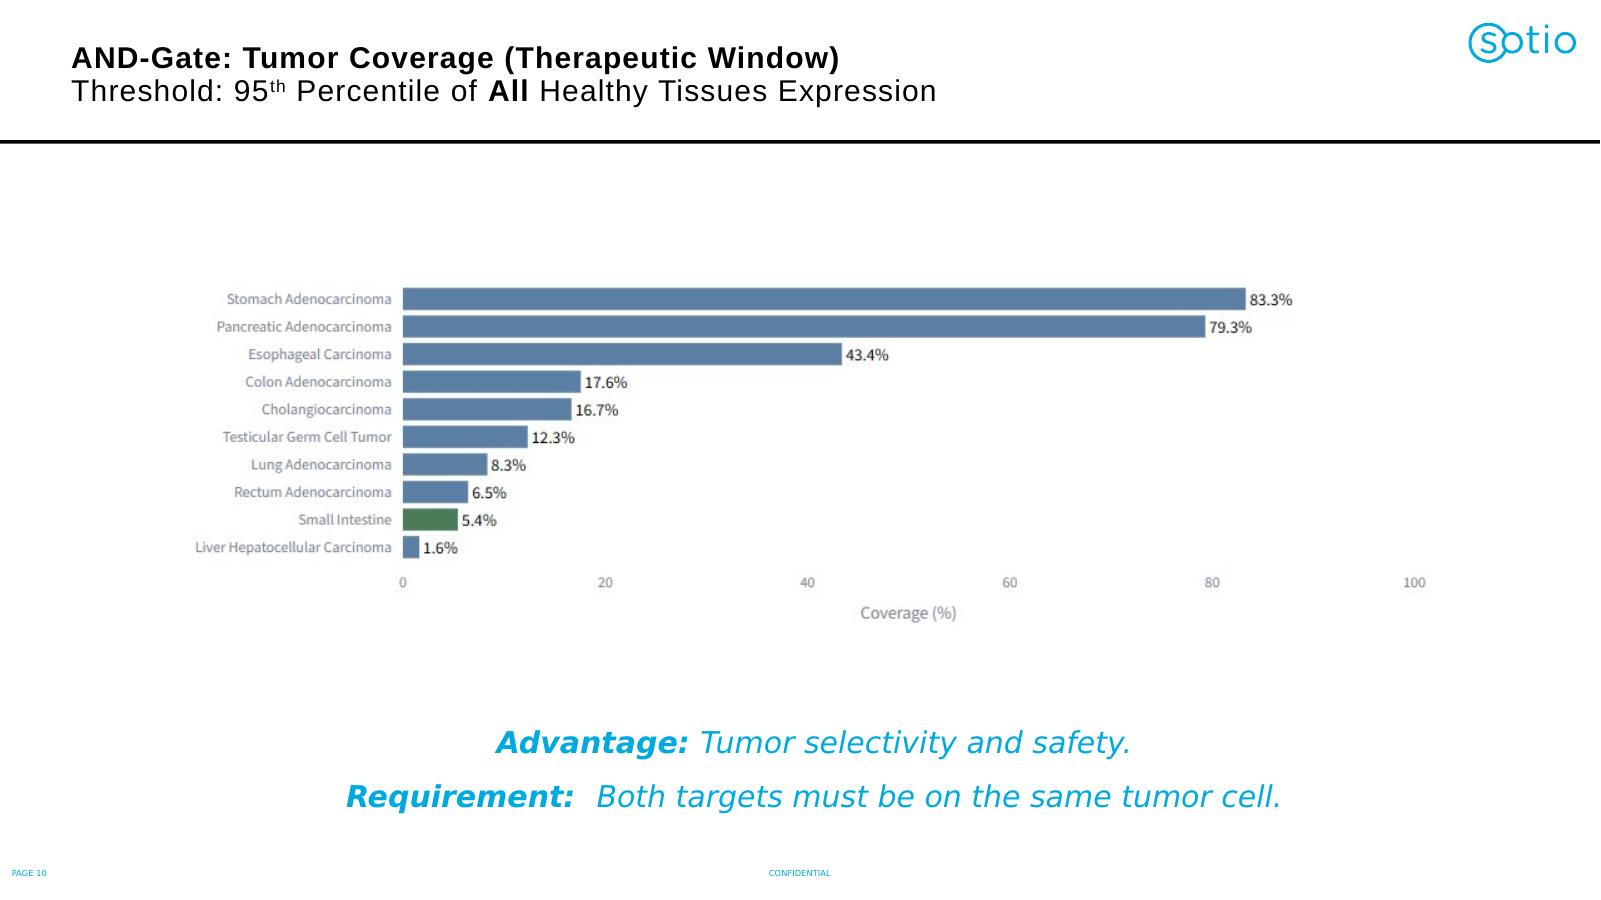 AND-Gate: Tumor Coverage (Therapeutic Window)
Threshold: 95th Percentile of All Healthy Tissues Expression
sotio
Stomach Adenocarcinoma 83.3%
Pancreatic Adenocarcinoma 79.3%
Esophageal Carcinoma 43.4%
Colon Adenocarcinoma 17.6%
Cholangiocarcinoma 16.7%
Testicular Germ Cell Tumor 12.3%
Lung Adenocarcinoma 8.3%
Rectum Adenocarcinoma 6.5%
Small Intestine 5.4%
Liver Hepatocellular Carcinoma 1.6%
0 20 40 60 80 100
Coverage (%)
Advantage: Tumor selectivity and safety.
Requirement: Both targets must be on the same tumor cell.
PAGE 10 CONFIDENTIAL